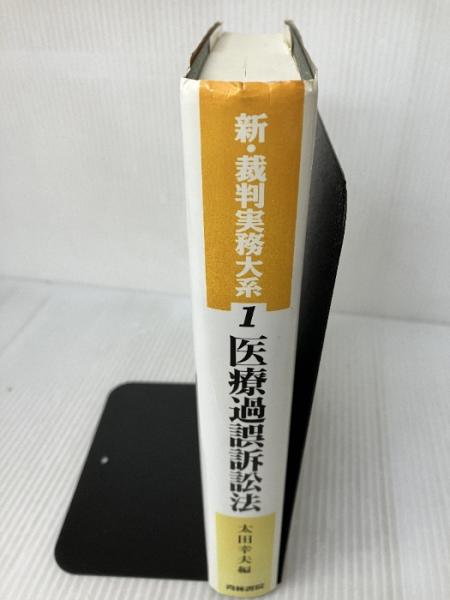 新・裁判実務大系
1
医療過誤訴訟法
太田幸夫編
青林書院